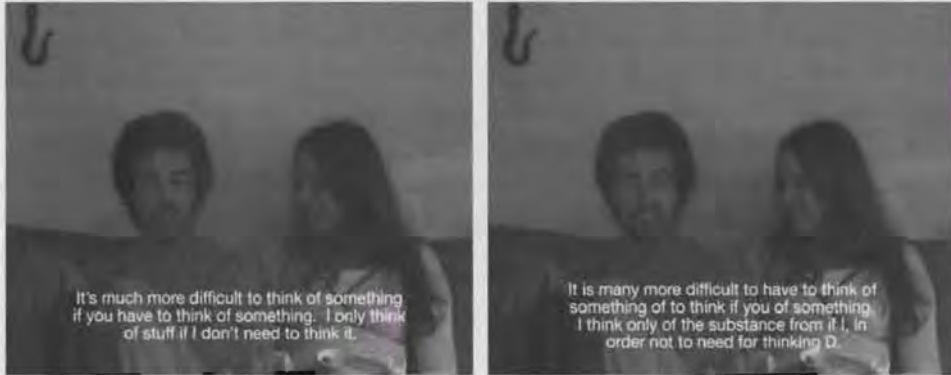 It's much more difficult to think of something
if you have to think of something. I only think
of stuff if I don't need to think it.
It is many more difficult to have to think of
something of to think if you of something.
I think only of the substance from if I, in
order not to need for thinking D.